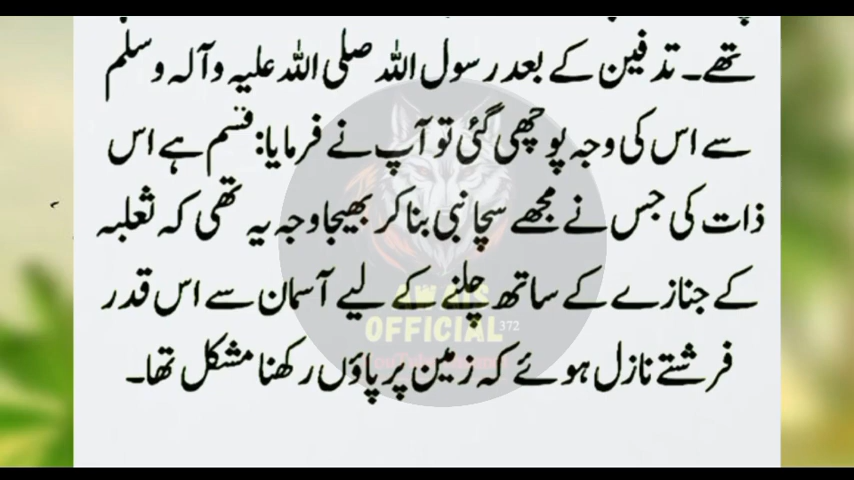 تھے۔ تدفین کے بعد رسول اللہ صلی اللہ علیہ وآلہ وسلم
سے اس کی وجہ پوچھی گئی تو آپ نے فرمایا: قسم ہے اس
ذات کی جس نے مجھے سچا نبی بنا کر بھیجا وجہ یہ تھی کہ ثعلبہ
کے جنازے کے ساتھ چلنے کے لیے آسمان سے اس قدر
فرشتے نازل ہوئے کہ زمین پر پاؤں رکھنا مشکل تھا۔
AWAIS
OFFICIAL 372